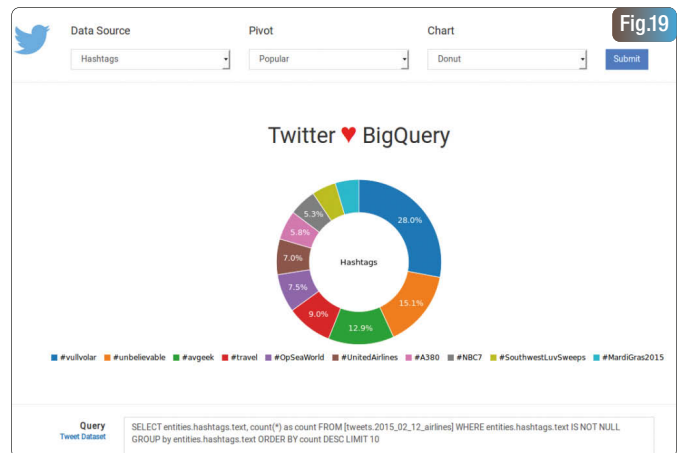 Fig.19
Data Source Pivot Chart
Hashtags Popular Donut Submit
Twitter ♥ BigQuery
28.0%
15.1%
12.9%
9.0%
7.5%
7.0%
5.8%
5.3%
Hashtags
#vullvolar #unbelievable #avgeek #travel #OpSeaWorld #UnitedAirlines #A380 #NBC7 #SouthwestLuvSweeps #MardiGras2015
Query SELECT entities.hashtags.text, count(*) as count FROM [tweets.2015_02_12_airlines] WHERE entities.hashtags.text IS NOT NULL
Tweet Dataset GROUP by entities.hashtags.text ORDER BY count DESC LIMIT 10